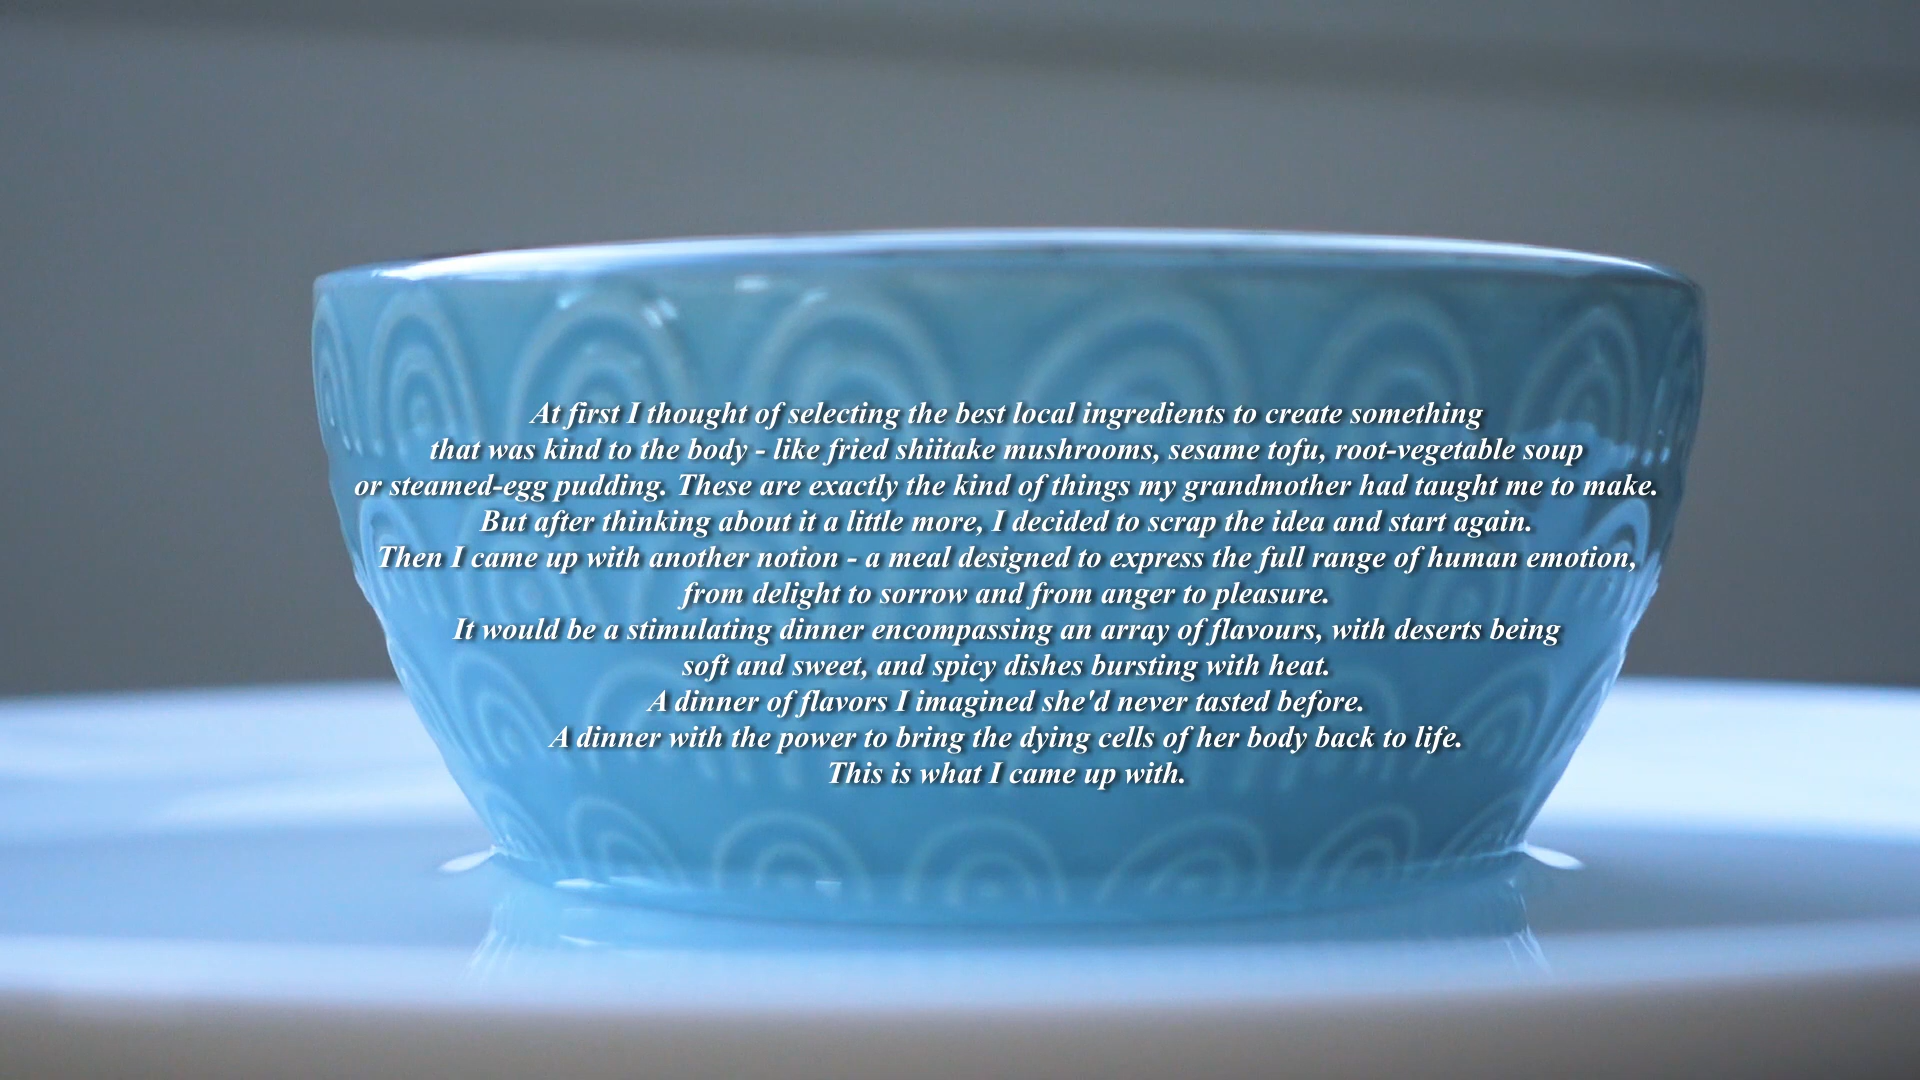 At first I thought of selecting the best local ingredients to create something
that was kind to the body - like fried shiitake mushrooms, sesame tofu, root-vegetable soup
or steamed-egg pudding. These are exactly the kind of things my grandmother had taught me to make.
But after thinking about it a little more, I decided to scrap the idea and start again.
Then I came up with another notion - a meal designed to express the full range of human emotion,
from delight to sorrow and from anger to pleasure.
It would be a stimulating dinner encompassing an array of flavours, with deserts being
soft and sweet, and spicy dishes bursting with heat.
A dinner of flavors I imagined she'd never tasted before.
A dinner with the power to bring the dying cells of her body back to life.
This is what I came up with.